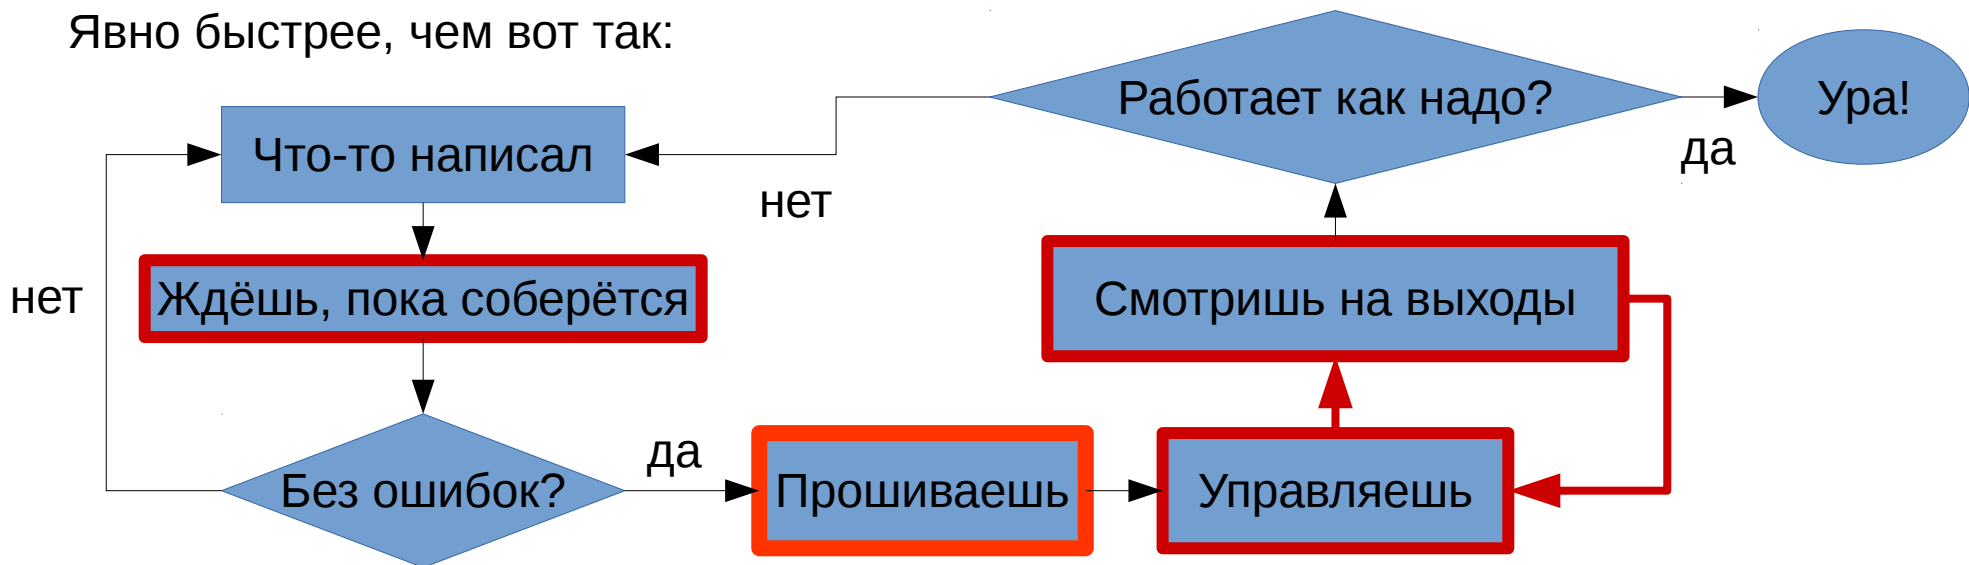 Явно быстрее, чем вот так:
Что-то написал
Ждёшь, пока соберётся
Без ошибок?
нет
да
Прошиваешь
Управляешь
Смотришь на выходы
Работает как надо?
нет
да
Ура!